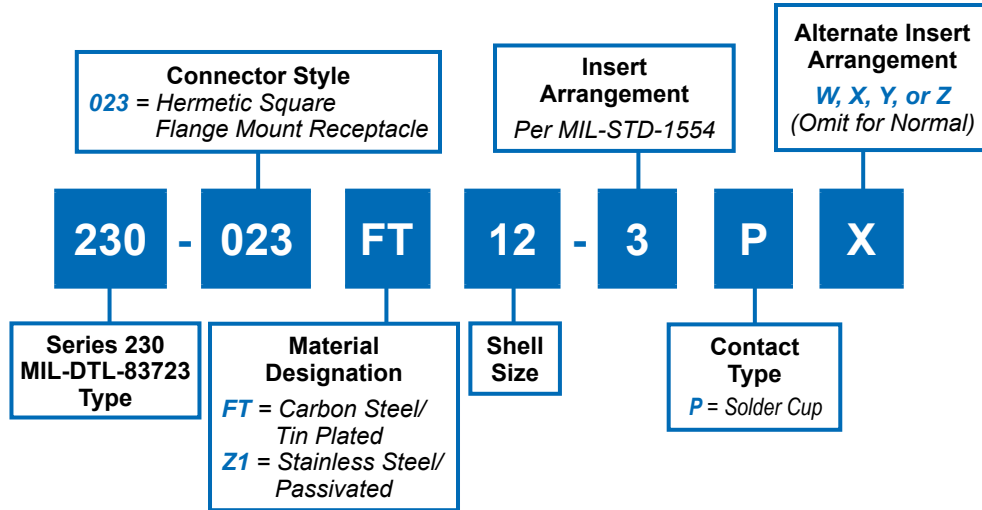 Connector Style
023 = Hermetic Square
Flange Mount Receptacle
Insert
Arrangement
Per MIL-STD-1554
Alternate Insert
Arrangement
W, X, Y, or Z
(Omit for Normal)
230 - 023 FT 12 - 3 P X
Series 230
MIL-DTL-83723
Type
Material
Designation
FT = Carbon Steel/
Tin Plated
Z1 = Stainless Steel/
Passivated
Shell
Size
Contact
Type
P = Solder Cup